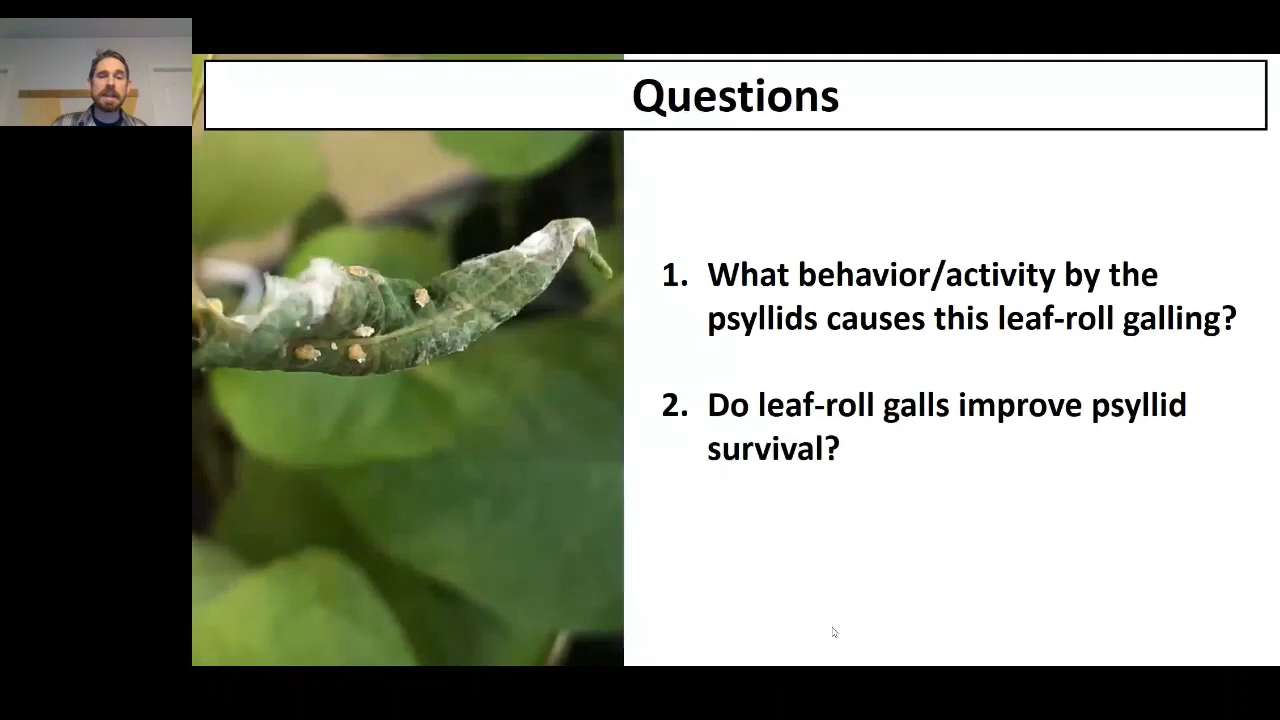 Questions
1. What behavior/activity by the
psyllids causes this leaf-roll galling?
2. Do leaf-roll galls improve psyllid
survival?